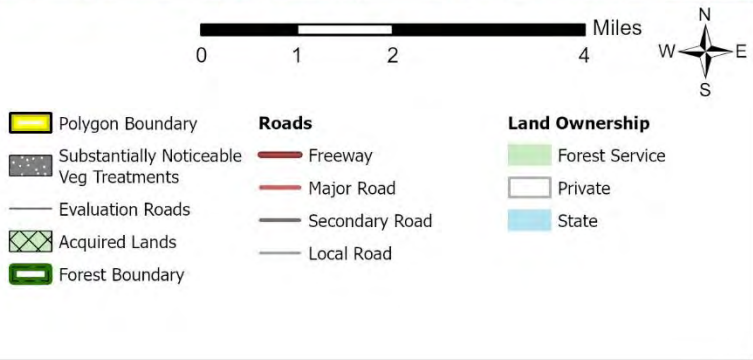 Miles
0 1 2 4
N
W E
S
Polygon Boundary
Substantially Noticeable
Veg Treatments
Evaluation Roads
Acquired Lands
Forest Boundary
Roads
Freeway
Major Road
Secondary Road
Local Road
Land Ownership
Forest Service
Private
State